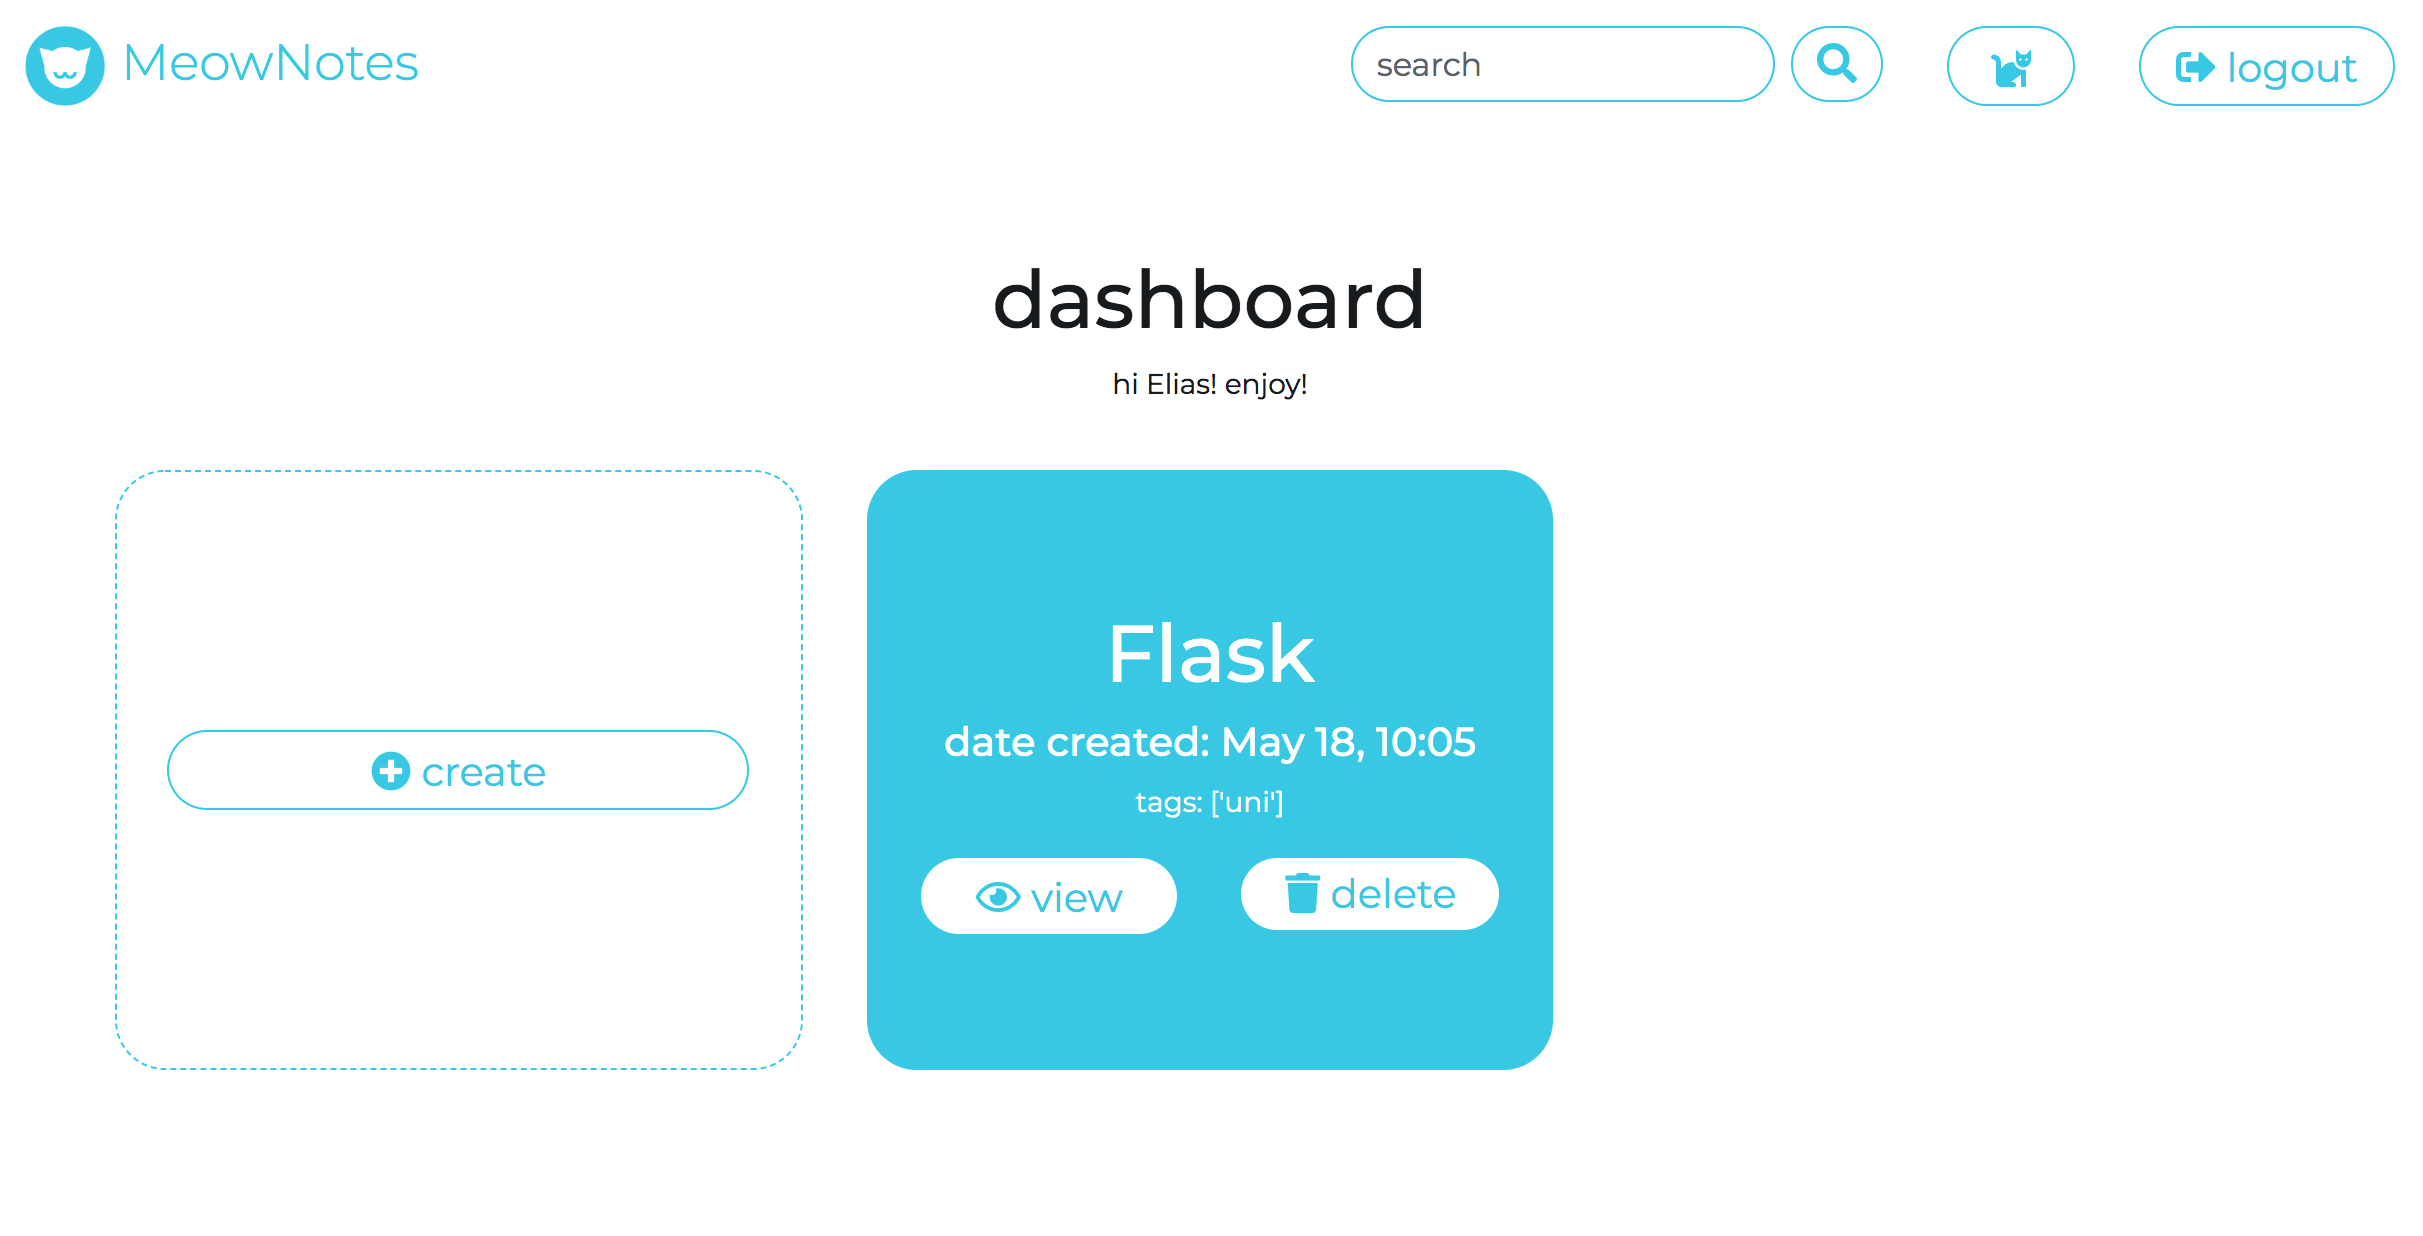 MeowNotes
search
logout
dashboard
hi Elias! enjoy!
create
Flask
date created: May 18, 10:05
tags: ['uni']
view
delete